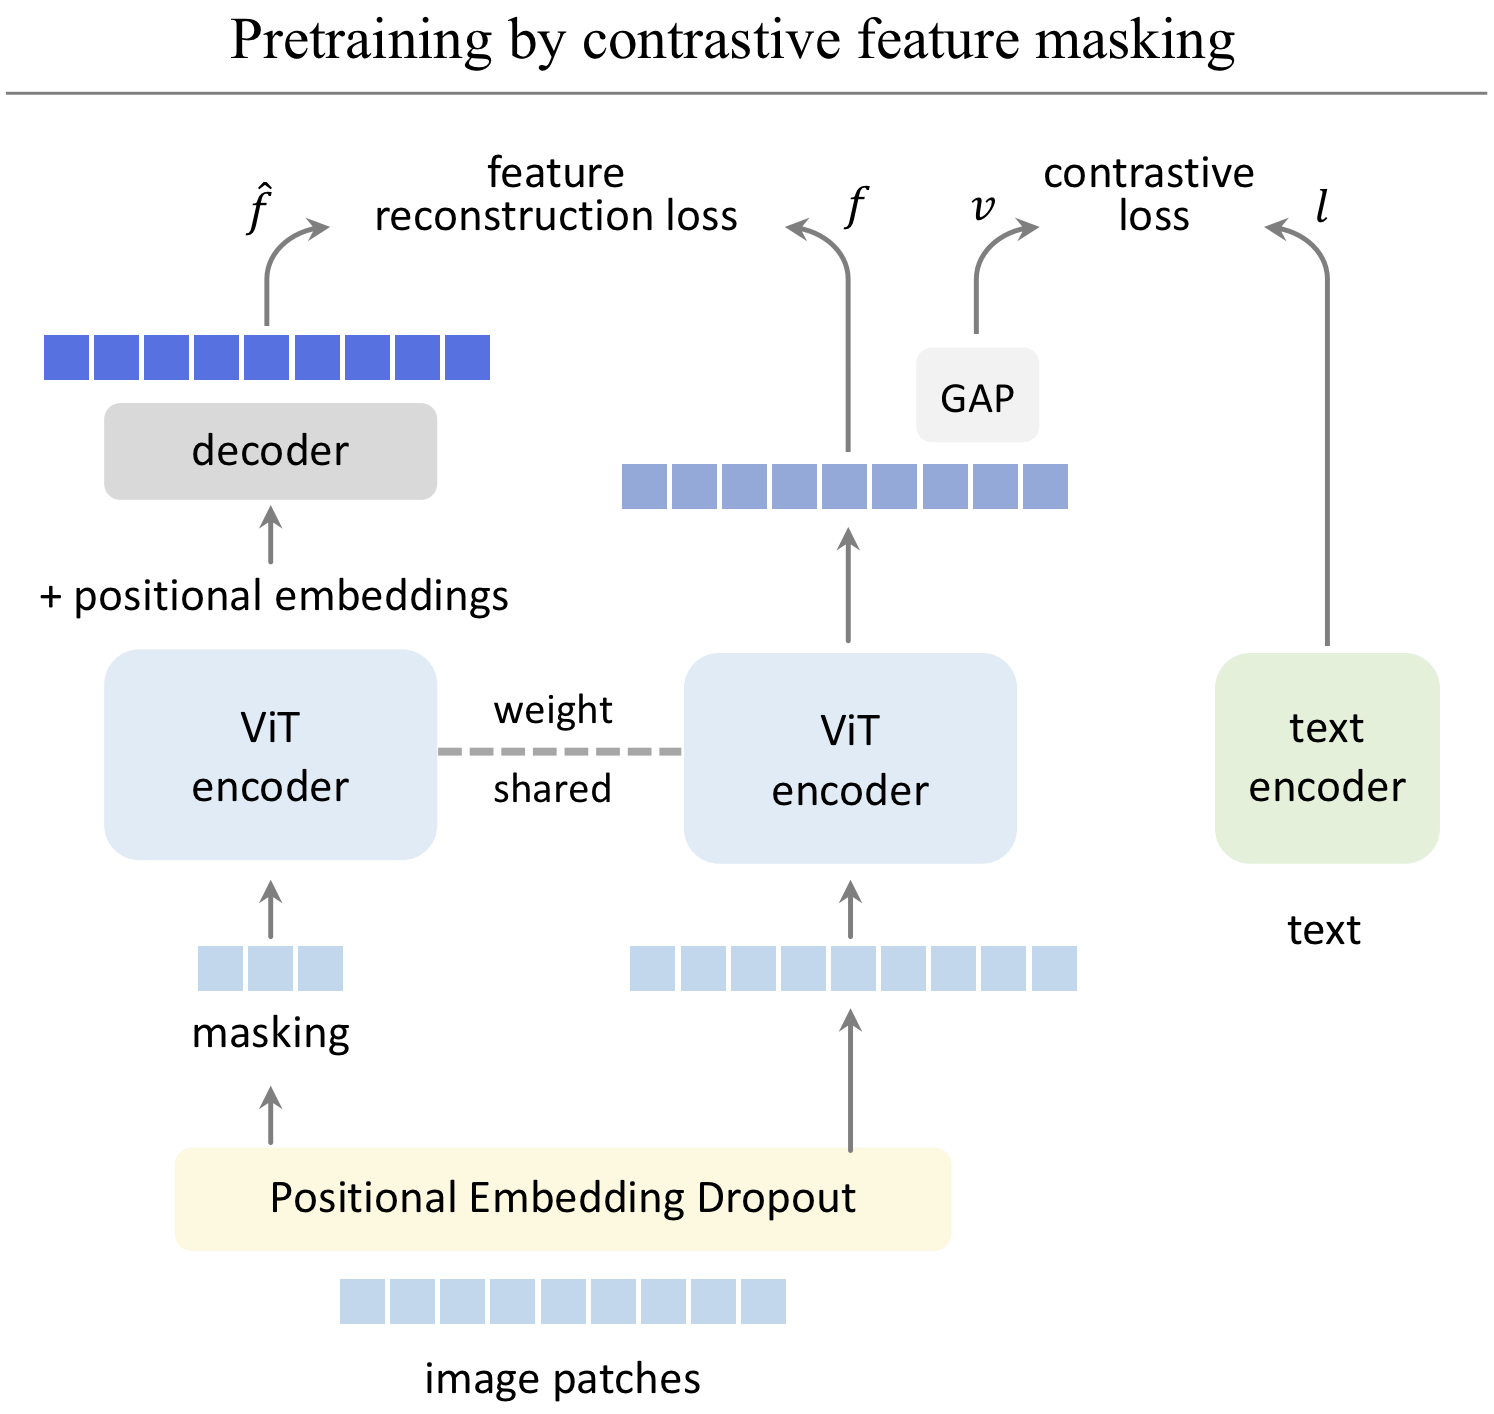 Pretraining by contrastive feature masking
feature
reconstruction loss
contrastive
loss
f̂
f
v
l
GAP
decoder
+ positional embeddings
ViT
encoder
weight
shared
ViT
encoder
text
encoder
text
masking
Positional Embedding Dropout
image patches